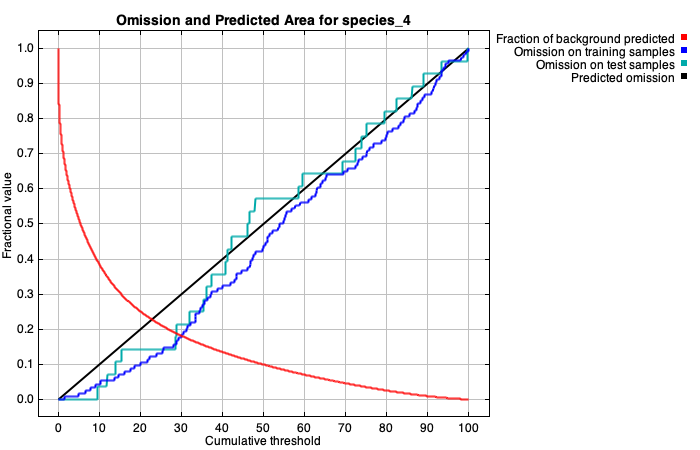 Omission and Predicted Area for species_4
Fraction of background predicted
Omission on training samples
Omission on test samples
Predicted omission
Fractional value
1.0
0.9
0.8
0.7
0.6
0.5
0.4
0.3
0.2
0.1
0.0
0 10 20 30 40 50 60 70 80 90 100
Cumulative threshold